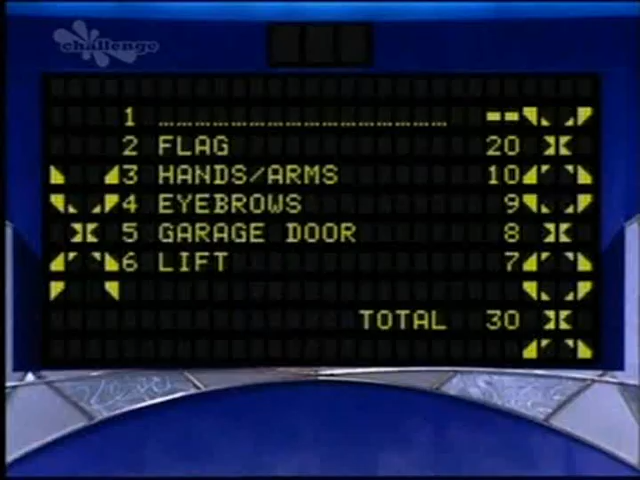 challenge
1 ........................ --
2 FLAG 20
3 HANDS/ARMS 10
4 EYEBROWS 9
5 GARAGE DOOR 8
6 LIFT 7
TOTAL 30